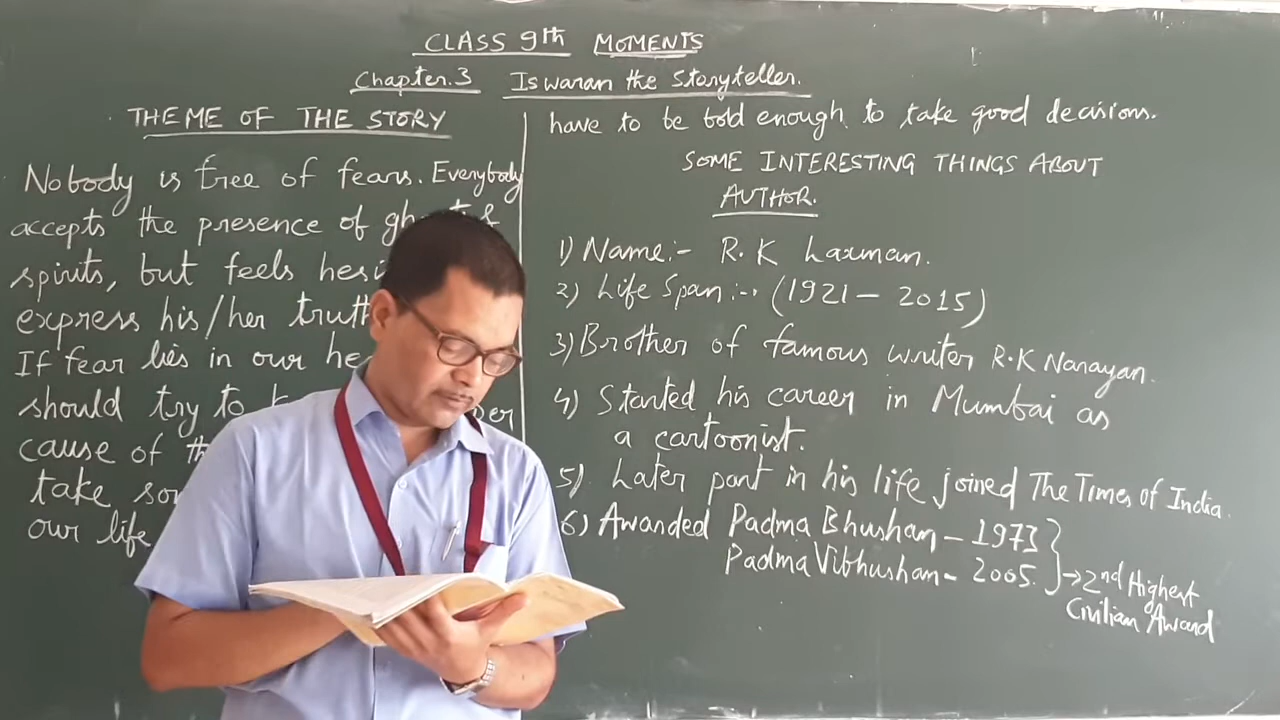 CLASS 9th MOMENTS
Chapter.3 Iswaran the Storyteller.
THEME OF THE STORY
Nobody is free of fears. Everybody
accepts the presence of &
spirits, but feels
express his/her
If fear lies in our
should try to
cause of
take
our life
have to be bold enough to take good decisions.
SOME INTERESTING THINGS ABOUT
AUTHOR.
1) Name:- R.K Laxman.
2) Life Span:- (1921 - 2015)
3) Brother of famous writer R.K Narayan.
4) Started his career in Mumbai as
a cartoonist.
5). Later part in his life joined The Times of India.
6) Awarded Padma Bhushan - 1973
Padma Vibhushan - 2005.
→ 2nd Highest
Civilian Award